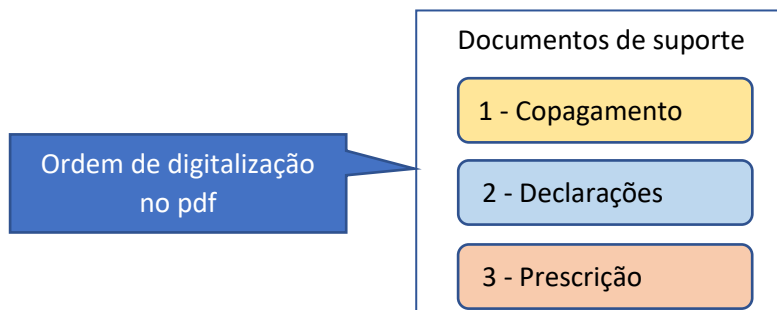 Documentos de suporte
1 - Copagamento
Ordem de digitalização
no pdf
2 - Declarações
3 - Prescrição